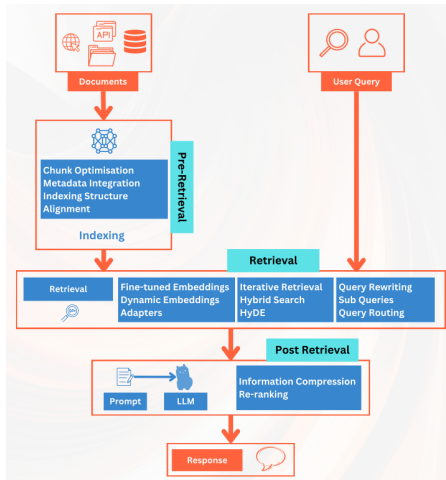 API
Documents
User Query
Pre-Retrieval
Chunk Optimisation
Metadata Integration
Indexing Structure
Alignment
Indexing
Retrieval
Retrieval
Fine-tuned Embeddings
Dynamic Embeddings
Adapters
Iterative Retrieval
Hybrid Search
HyDE
Query Rewriting
Sub Queries
Query Routing
Post Retrieval
Prompt
LLM
Information Compression
Re-ranking
Response